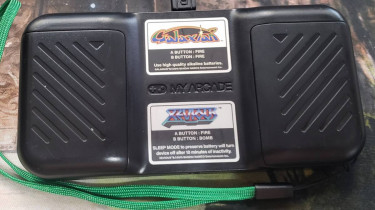 Galaxian
A BUTTON : FIRE
B BUTTON : FIRE
Use high quality alkaline batteries.
MY ARCADE
XEVIOUS
A BUTTON : FIRE
B BUTTON : BOMB
SLEEP MODE to preserve battery will turn
device off after 10 minutes of inactivity.